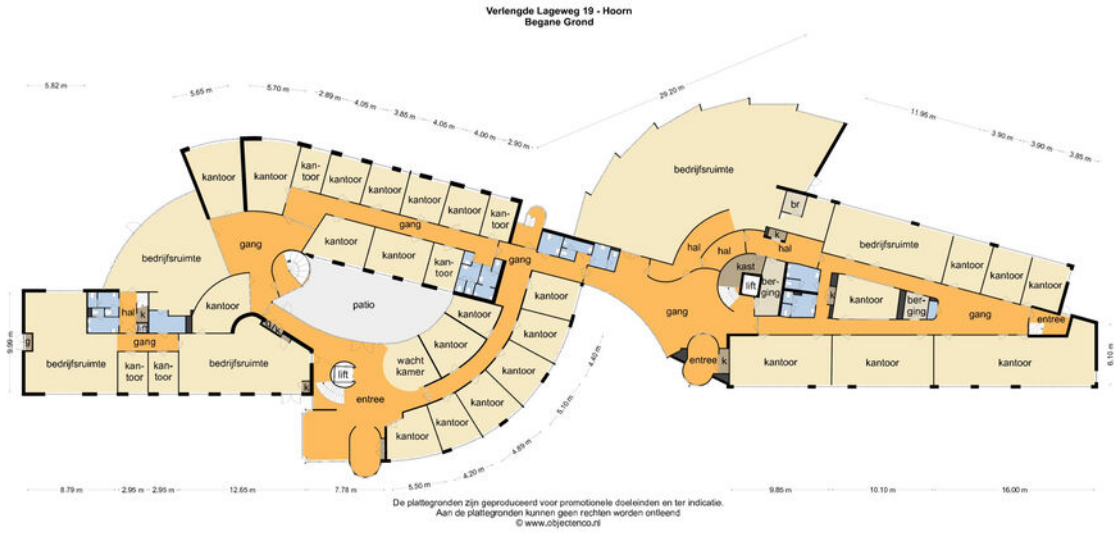 Verlengde Lageweg 19 - Hoorn
Begane Grond
5.82 m
5.65 m
5.70 m
2.89 m
4.05 m
3.85 m
4.05 m
4.00 m
2.90 m
29.20 m
11.95 m
3.90 m
3.90 m
3.85 m
kantoor
kantoor
kan-
toor
kantoor
kantoor
kantoor
kantoor
kan-
toor
gang
gang
kantoor
kantoor
kan-
toor
gang
bedrijfsruimte
kantoor
patio
bedrijfsruimte
hal
k
gang
kan-
toor
kan-
toor
bedrijfsruimte
g
k
9.99 m
lift
wacht
kamer
entree
kantoor
kantoor
kantoor
kantoor
kantoor
kantoor
kantoor
kantoor
kantoor
4.40 m
5.10 m
4.89 m
4.20 m
5.50 m
bedrijfsruimte
br
k
hal
hal
hal
kast
lift
ber-
ging
gang
entree
k
bedrijfsruimte
kantoor
kantoor
kantoor
k
kantoor
ber-
ging
gang
entree
kantoor
kantoor
kantoor
6.10 m
8.79 m
2.95 m
2.95 m
12.65 m
7.78 m
9.85 m
10.10 m
16.00 m
De plattegronden zijn geproduceerd voor promotionele doeleinden en ter indicatie.
Aan de plattegronden kunnen geen rechten worden ontleend
© www.objectenco.nl